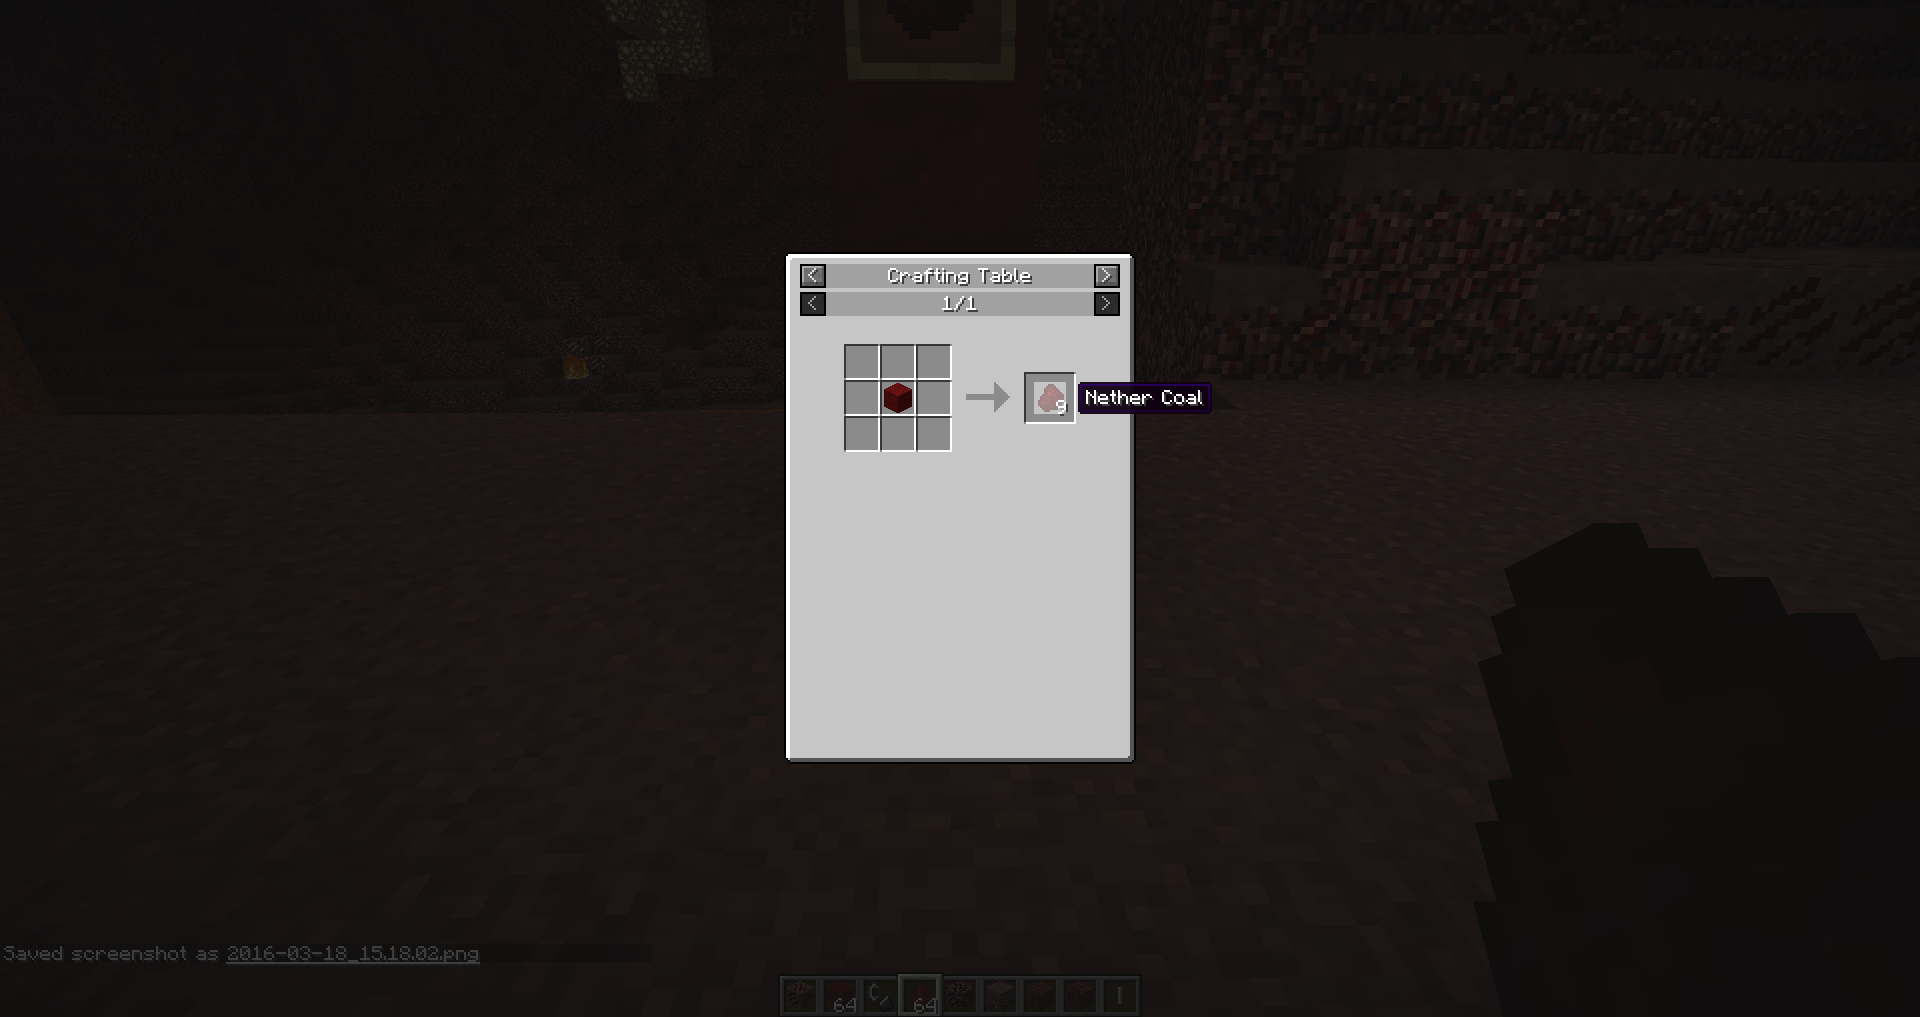 < Crafting Table >
< 1/1 >
9
Nether Coal
Saved screenshot as 2016-03-18_15.18.02.png
64 64